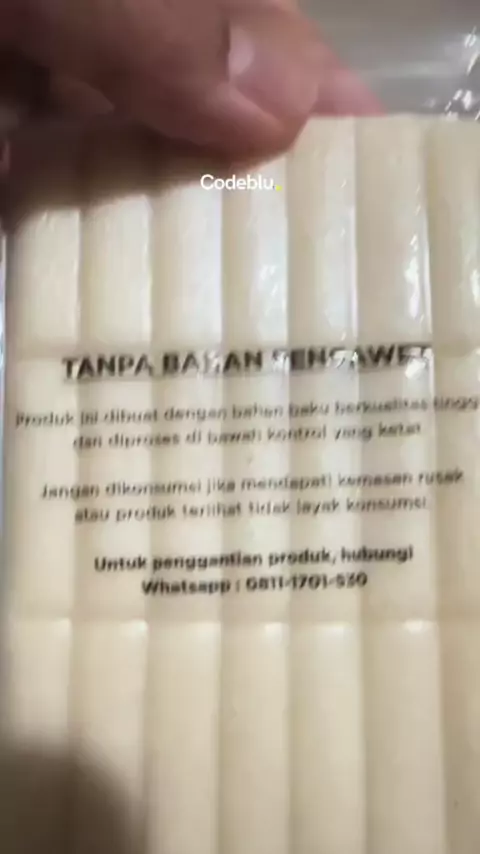 Codeblu.
TANPA BAHAN PENGAWET
Produk ini dibuat dengan bahan baku berkualitas tinggi
dan diproses di bawah kontrol yang ketat
Jangan dikonsumsi jika mendapati kemasan rusak
atau produk terlihat tidak layak konsumsi.
Untuk penggantian produk, hubungi
Whatsapp : 0811-1701-530